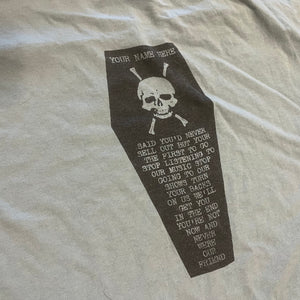 YOUR NAME HERE
SAID YOU'D NEVER
SELL OUT BUT YOUR
THE FIRST TO GO
STOP LISTENING TO
OUR MUSIC STOP
GOING TO OUR
SHOWS TURN
YOUR BACKS
ON US WE'LL
GET YOU
IN THE END
YOU'RE NOT
NOW AND
NEVER
WERE
OUR
FRIEND